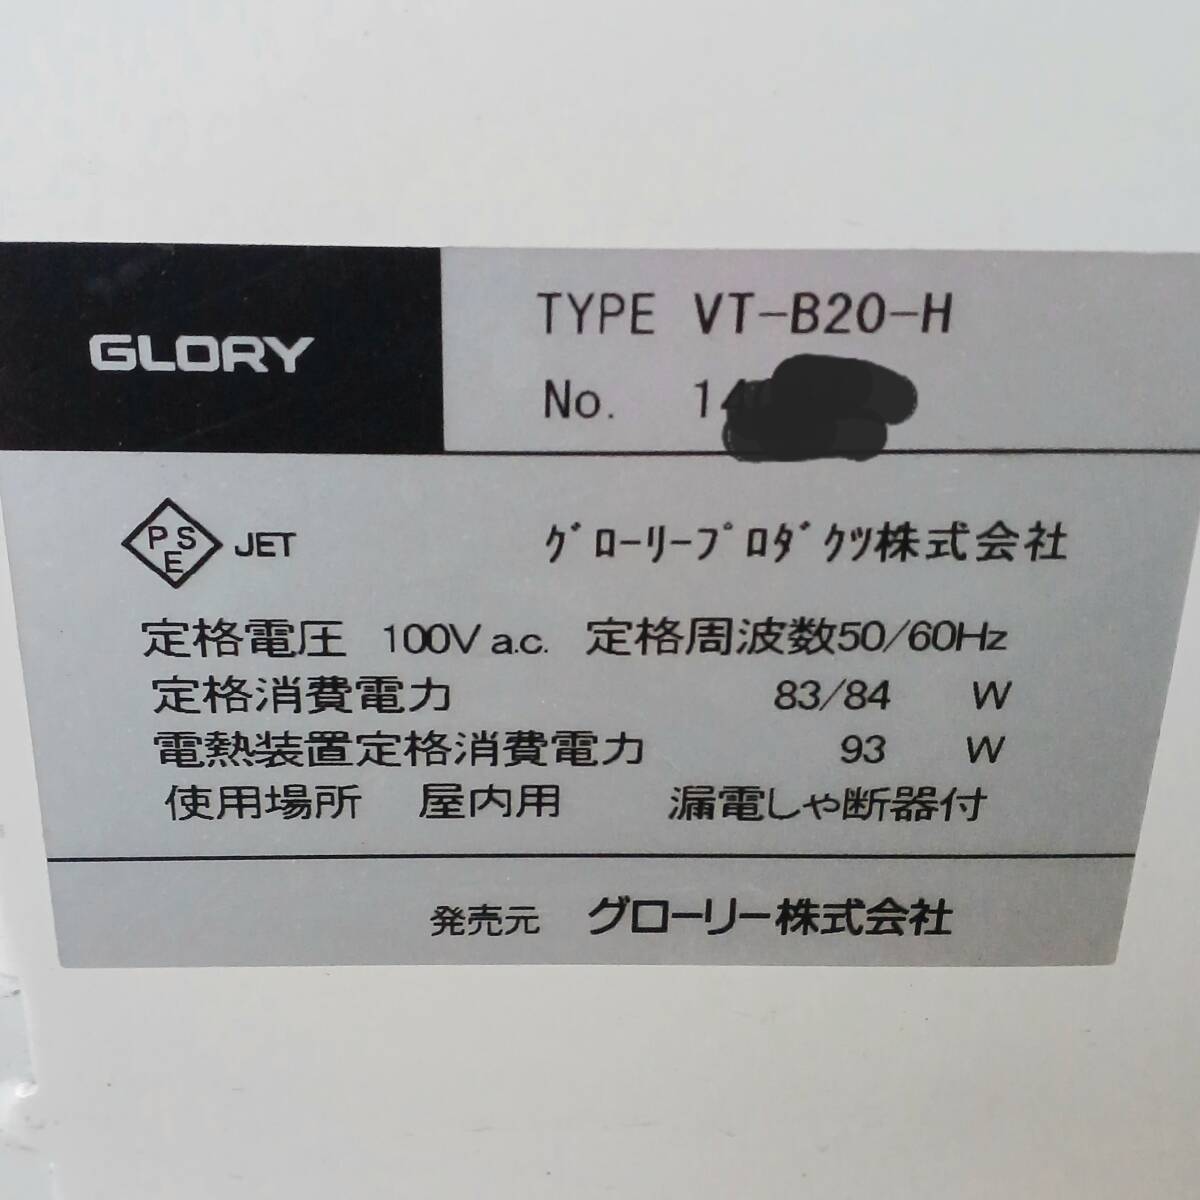 GLORY
TYPE VT-B20-H
No. 14
PSE JET
グロ-リ-プロダクツ株式会社
定格電圧 100V a.c. 定格周波数50/60Hz
定格消費電力 83/84 W
電熱装置定格消費電力 93 W
使用場所 屋内用 漏電しゃ断器付
発売元 グローリー株式会社